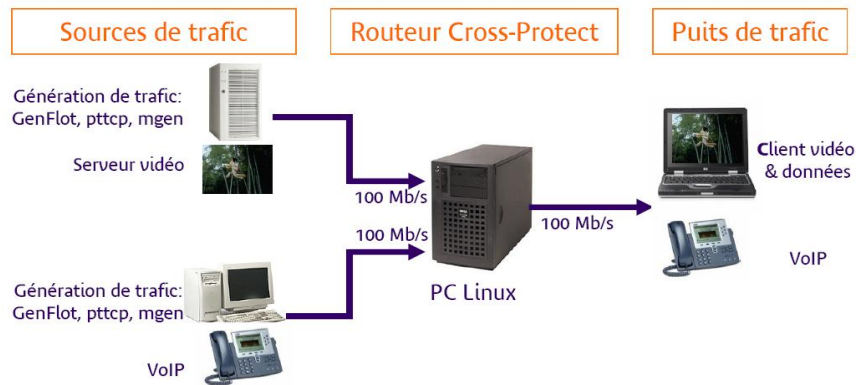 Sources de trafic
Routeur Cross-Protect
Puits de trafic
Génération de trafic:
GenFlot, pttcp, mgen
Serveur vidéo
100 Mb/s
100 Mb/s
PC Linux
100 Mb/s
Client vidéo
& données
VoIP
Génération de trafic:
GenFlot, pttcp, mgen
VoIP